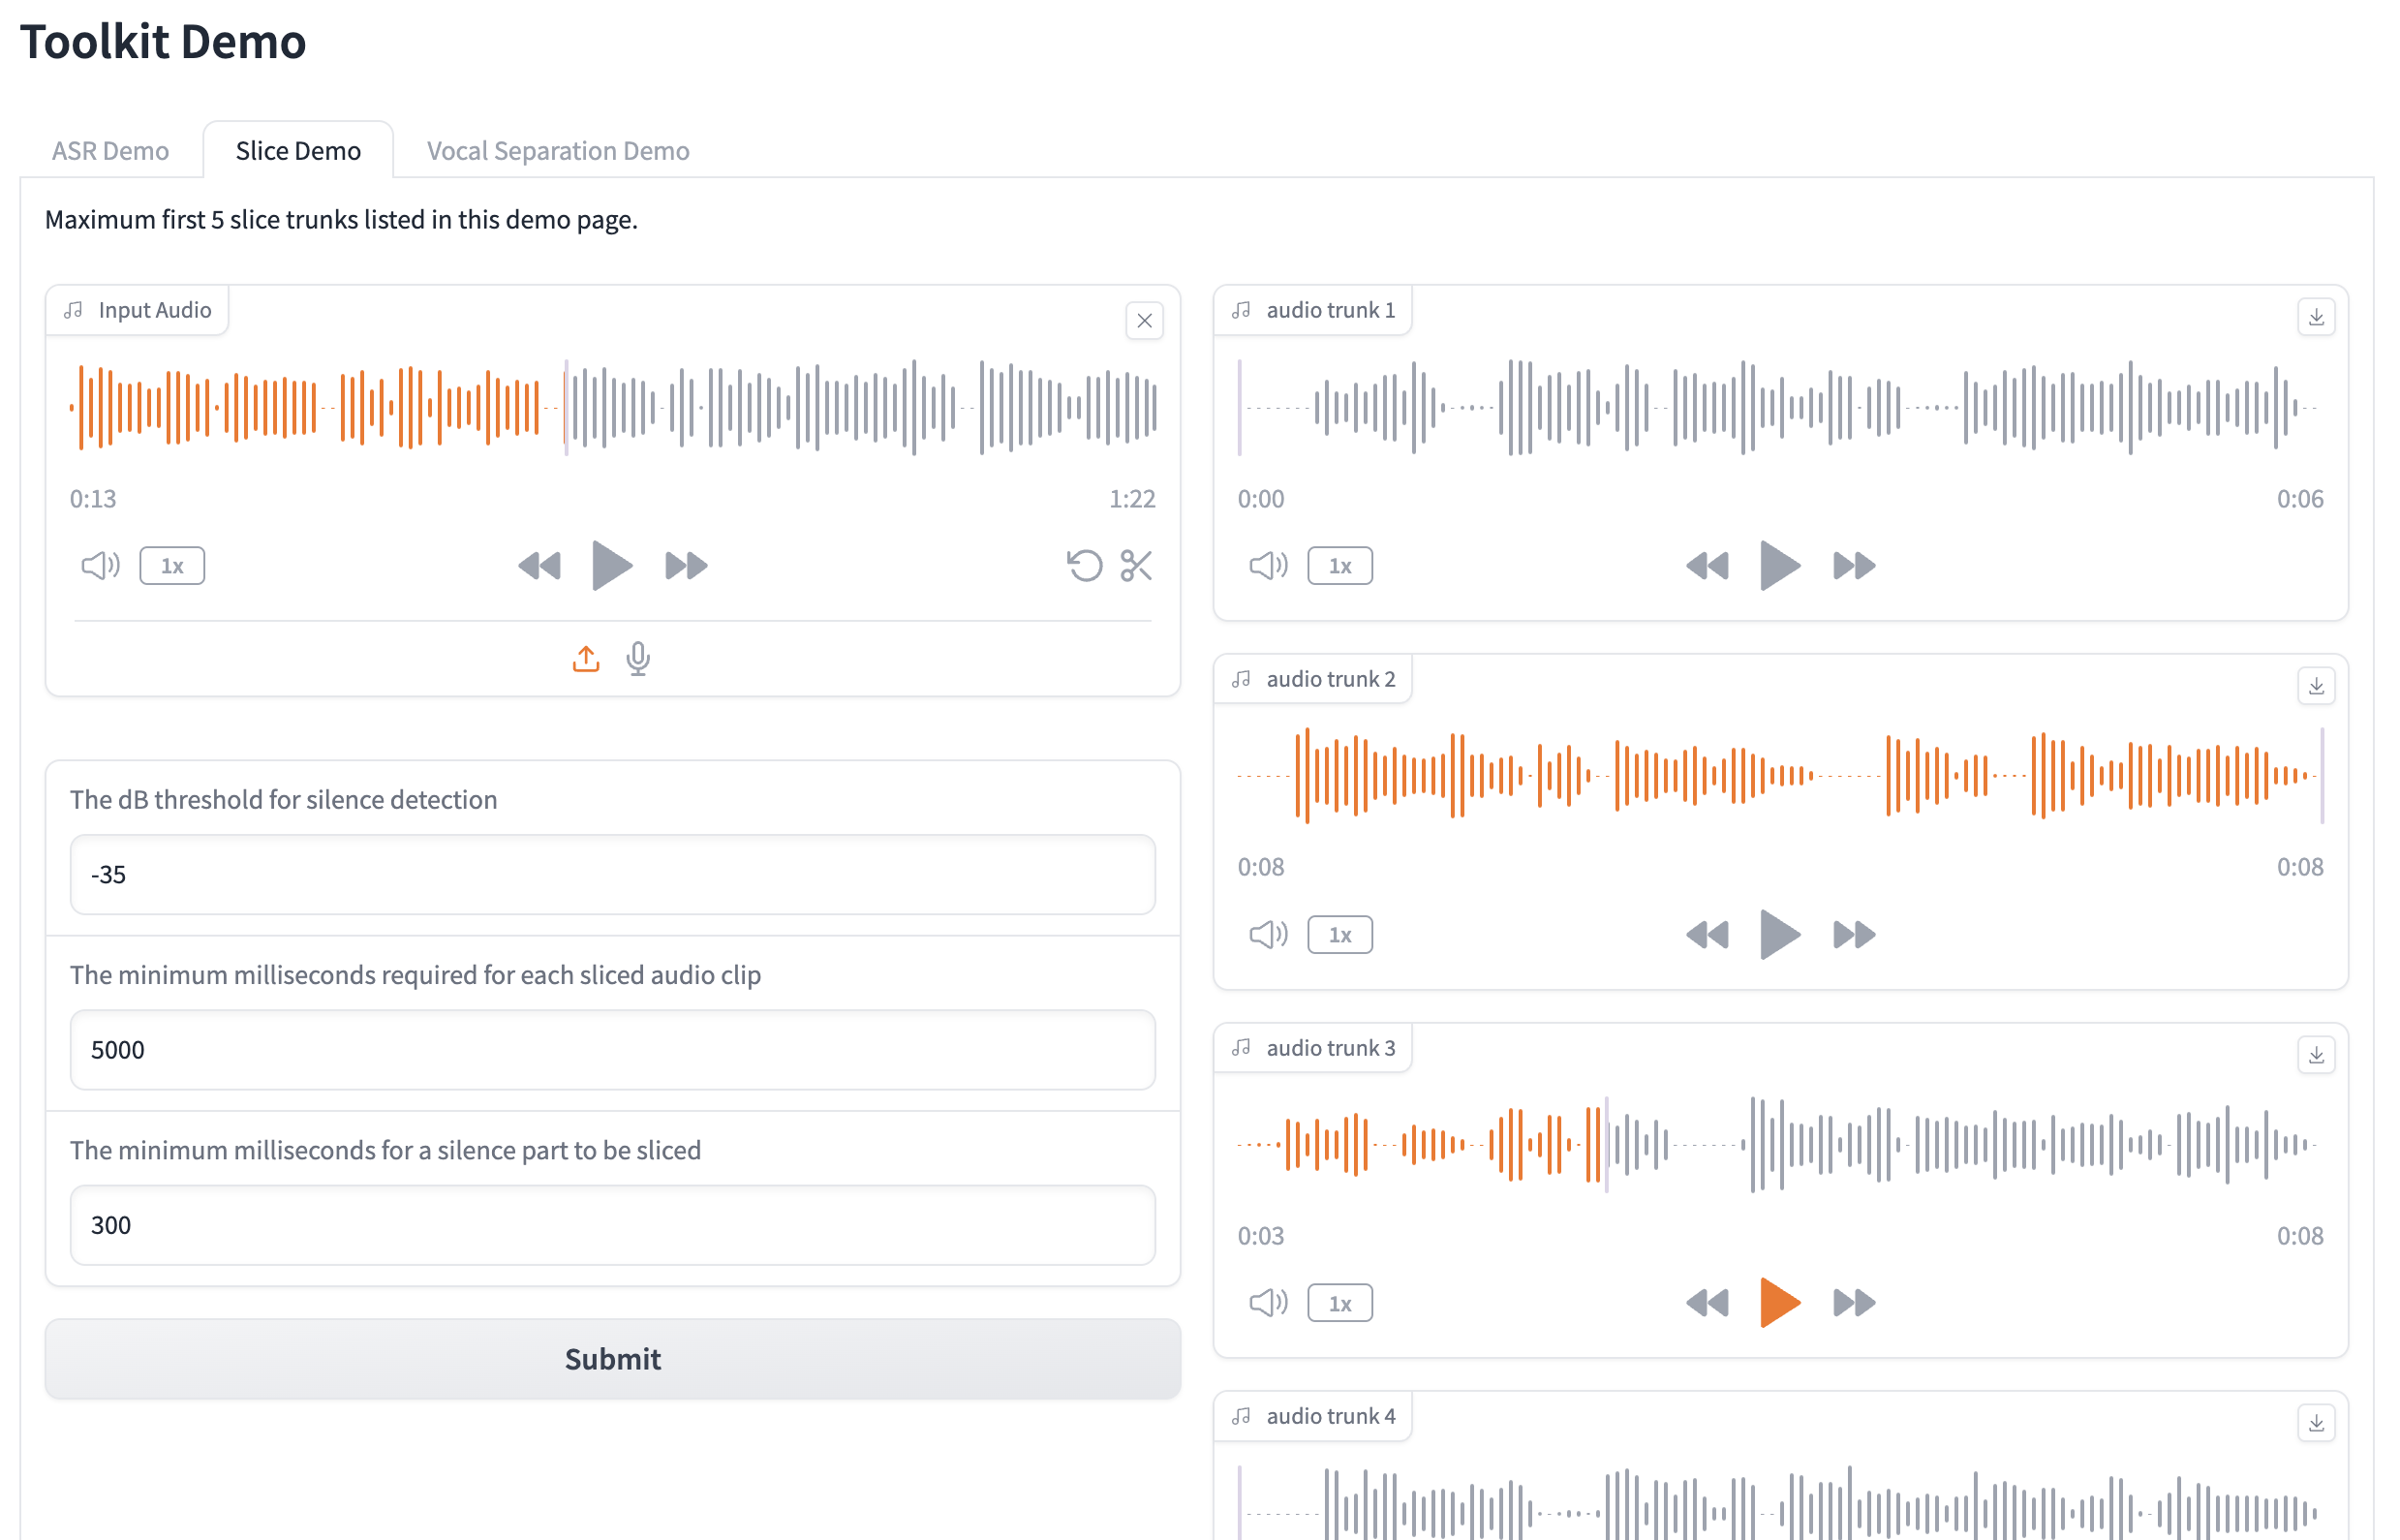 Toolkit Demo
ASR Demo
Slice Demo
Vocal Separation Demo
Maximum first 5 slice trunks listed in this demo page.
Input Audio
0:13
1:22
1x
The dB threshold for silence detection
-35
The minimum milliseconds required for each sliced audio clip
5000
The minimum milliseconds for a silence part to be sliced
300
Submit
audio trunk 1
0:00
0:06
1x
audio trunk 2
0:08
0:08
1x
audio trunk 3
0:03
0:08
1x
audio trunk 4